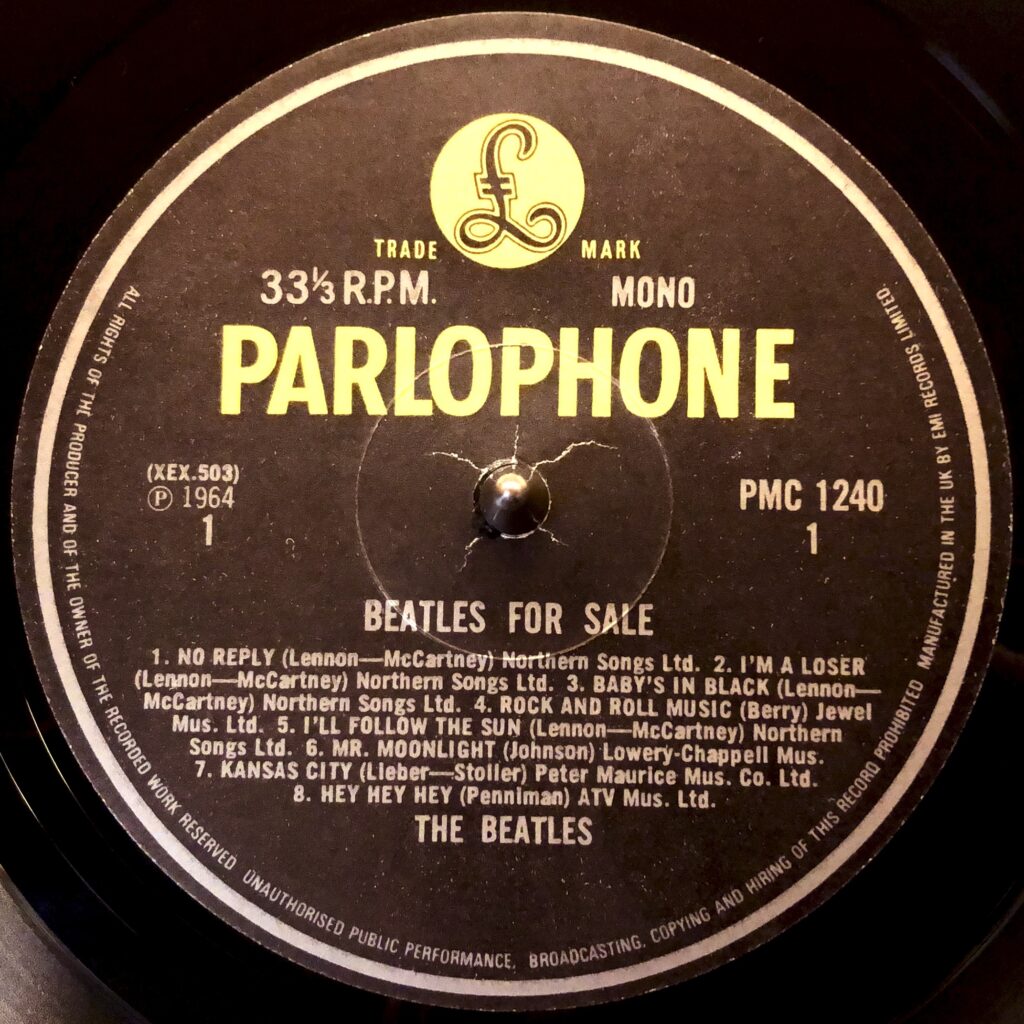 £
TRADE MARK
33⅓ R.P.M. MONO
PARLOPHONE
(XEX.503)
℗ 1964
1
PMC 1240
1
BEATLES FOR SALE
1. NO REPLY (Lennon—McCartney) Northern Songs Ltd. 2. I'M A LOSER
(Lennon—McCartney) Northern Songs Ltd. 3. BABY'S IN BLACK (Lennon—
McCartney) Northern Songs Ltd. 4. ROCK AND ROLL MUSIC (Berry) Jewel
Mus. Ltd. 5. I'LL FOLLOW THE SUN (Lennon—McCartney) Northern
Songs Ltd. 6. MR. MOONLIGHT (Johnson) Lowery-Chappell Mus.
7. KANSAS CITY (Lieber—Stoller) Peter Maurice Mus. Co. Ltd.
8. HEY HEY HEY (Penniman) ATV Mus. Ltd.
THE BEATLES
ALL RIGHTS OF THE PRODUCER AND OF THE OWNER OF THE RECORDED WORK RESERVED UNAUTHORISED PUBLIC PERFORMANCE, BROADCASTING, COPYING AND HIRING OF THIS RECORD PROHIBITED MANUFACTURED IN THE UK BY EMI RECORDS LIMITED.